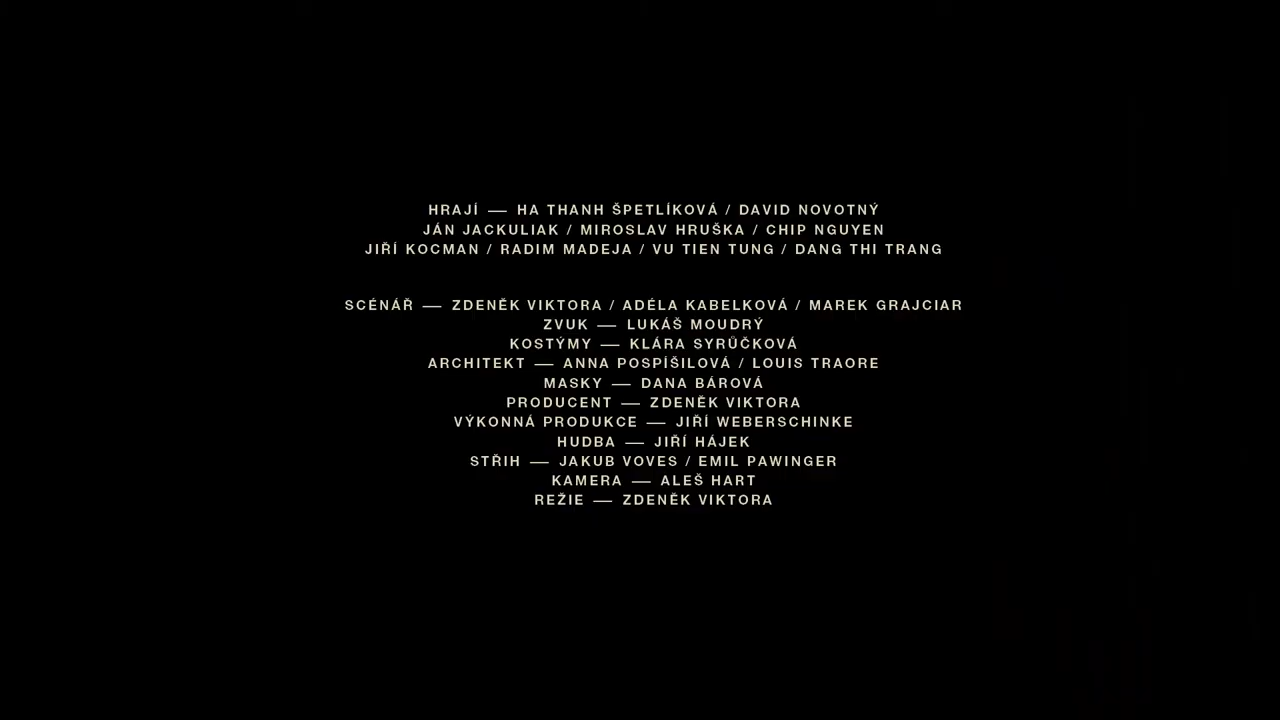 HRAJÍ — HA THANH ŠPETLÍKOVÁ / DAVID NOVOTNÝ
JÁN JACKULIAK / MIROSLAV HRUŠKA / CHIP NGUYEN
JIŘÍ KOCMAN / RADIM MADEJA / VU TIEN TUNG / DANG THI TRANG
SCÉNÁŘ — ZDENĚK VIKTORA / ADÉLA KABELKOVÁ / MAREK GRAJCIAR
ZVUK — LUKÁŠ MOUDRÝ
KOSTÝMY — KLÁRA SYRŮČKOVÁ
ARCHITEKT — ANNA POSPÍŠILOVÁ / LOUIS TRAORE
MASKY — DANA BÁROVÁ
PRODUCENT — ZDENĚK VIKTORA
VÝKONNÁ PRODUKCE — JIŘÍ WEBERSCHINKE
HUDBA — JIŘÍ HÁJEK
STŘIH — JAKUB VOVES / EMIL PAWINGER
KAMERA — ALEŠ HART
REŽIE — ZDENĚK VIKTORA